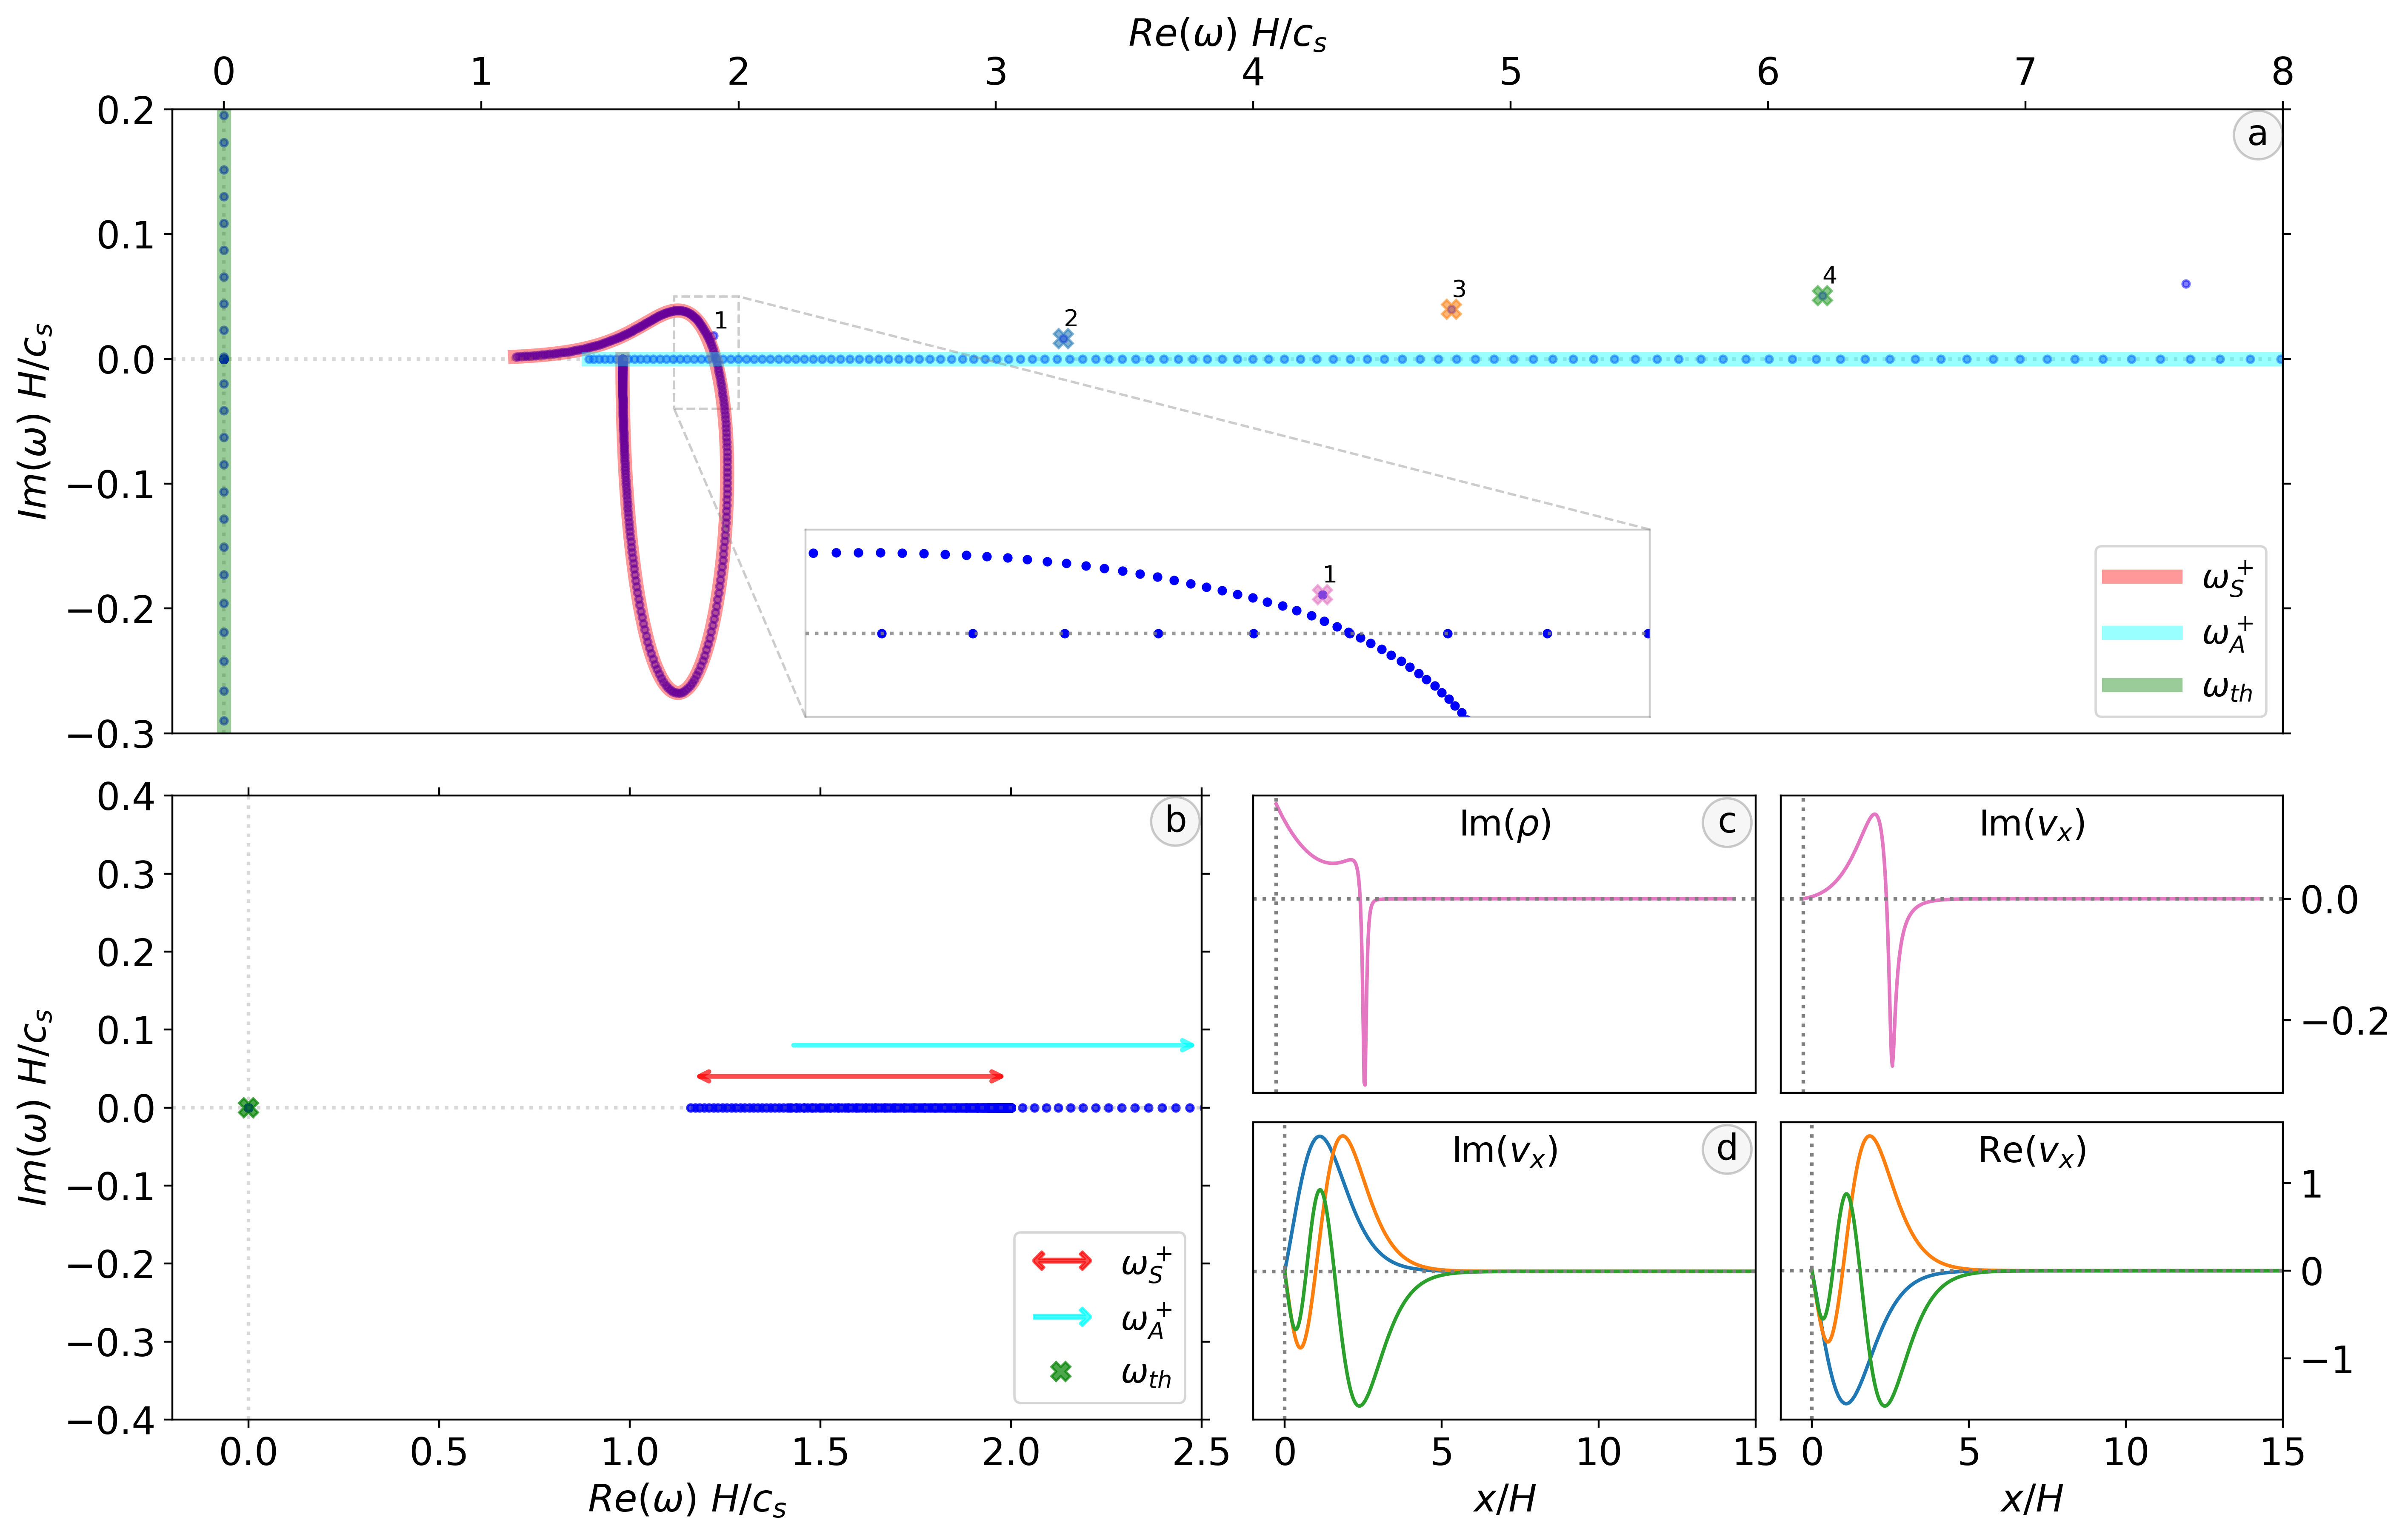 Re(ω) H/c_s
0 1 2 3 4 5 6 7 8
a
0.2
0.1
0.0
−0.1
−0.2
−0.3
Im(ω) H/c_s
1
2
3
4
1
ω_S^+
ω_A^+
ω_th
b
0.4
0.3
0.2
0.1
0.0
−0.1
−0.2
−0.3
−0.4
Im(ω) H/c_s
ω_S^+
ω_A^+
ω_th
0.0 0.5 1.0 1.5 2.0 2.5
Re(ω) H/c_s
Im(ρ)
c
Im(v_x)
0.0
−0.2
Im(v_x)
d
Re(v_x)
1
0
−1
0 5 10 15
x/H
0 5 10 15
x/H